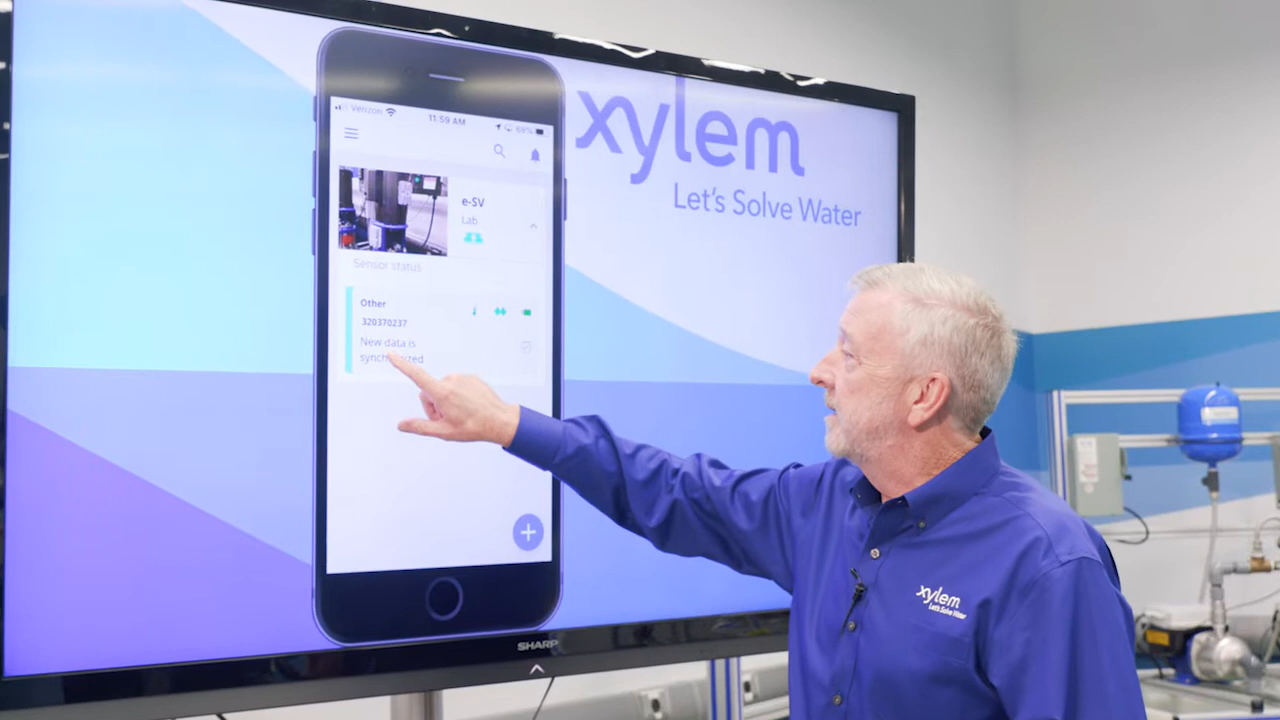 Verizon
11:59 AM
69%
xylem
Let's Solve Water
e-SV
Lab
Sensor status
Other
320370237
New data is
synchronized
SHARP
xylem
Let's Solve Water